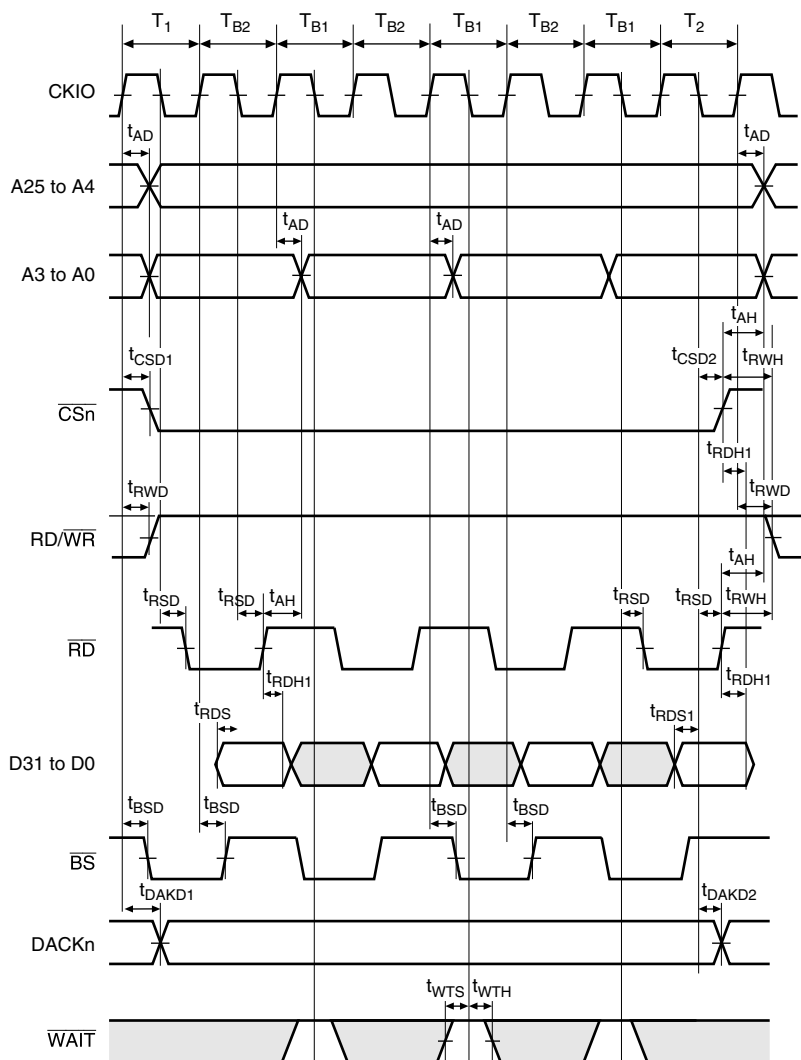 T1 TB2 TB1 TB2 TB1 TB2 TB1 T2
CKIO
tAD tAD
A25 to A4
tAD tAD
A3 to A0
tAH
tCSD1 tCSD2 tRWH
CSn
tRDH1
tRWD tRWD
RD/WR
tAH
tRSD tRSD tAH tRSD tRSD tRWH
RD
tRDH1 tRDH1
tRDS tRDS1
D31 to D0
tBSD tBSD tBSD tBSD
BS
tDAKD1 tDAKD2
DACKn
tWTS tWTH
WAIT